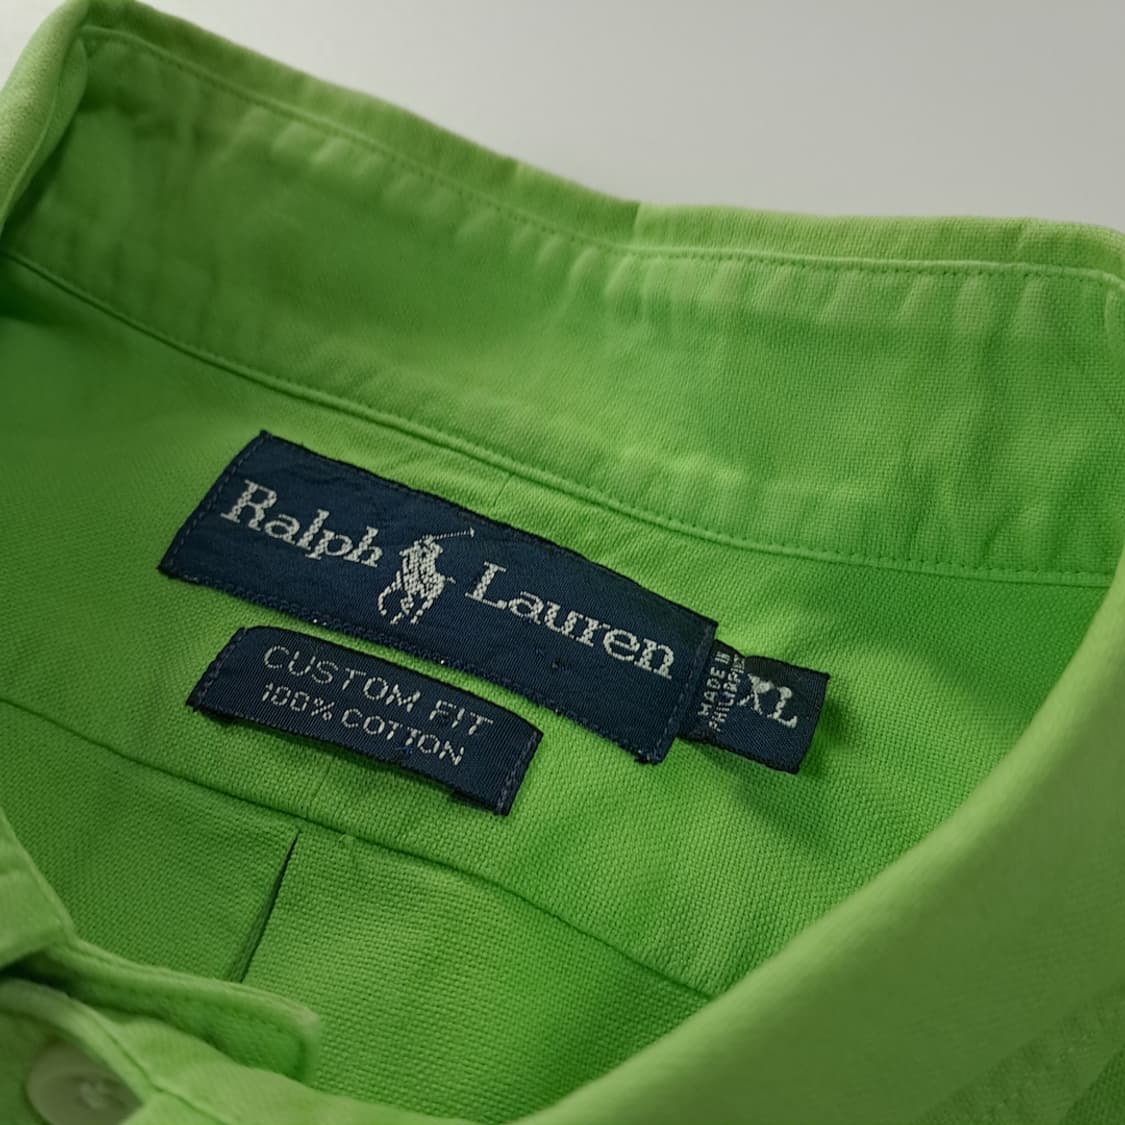 Ralph Lauren
XL
MADE IN
CUSTOM FIT
100% COTTON